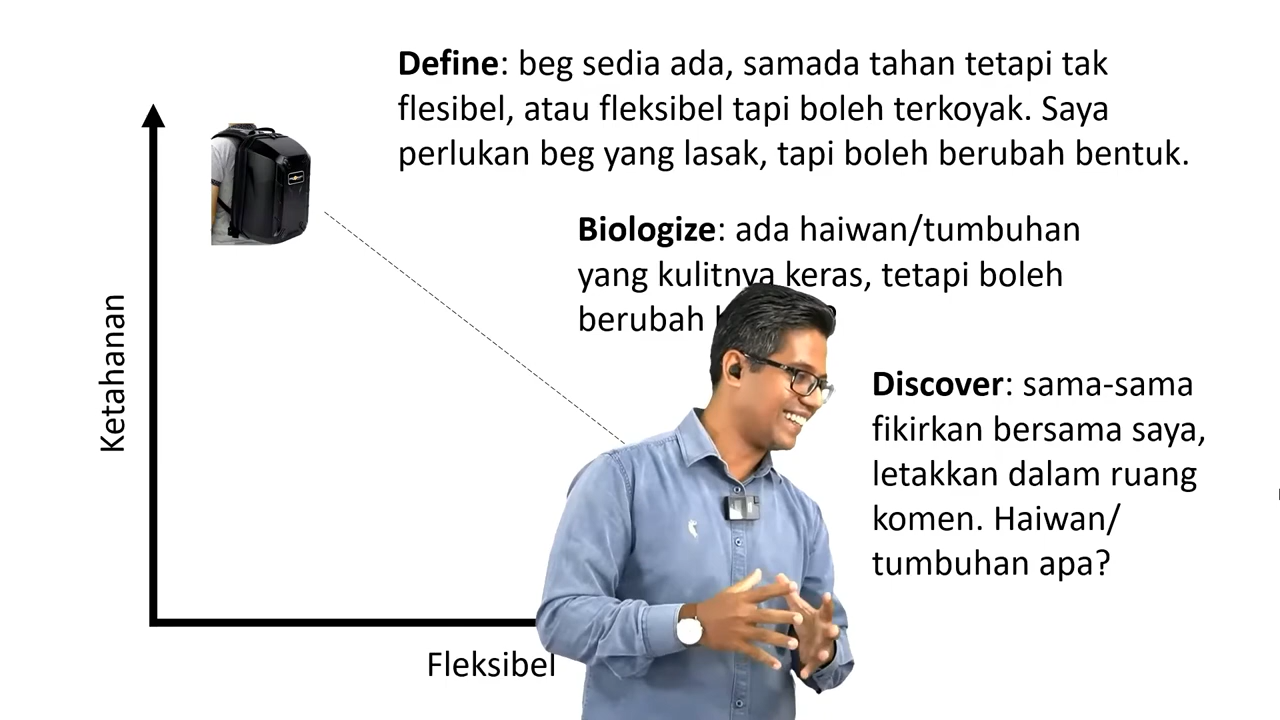 Define: beg sedia ada, samada tahan tetapi tak
flesibel, atau fleksibel tapi boleh terkoyak. Saya
perlukan beg yang lasak, tapi boleh berubah bentuk.
Biologize: ada haiwan/tumbuhan
yang kulitnya keras, tetapi boleh
berubah
Discover: sama-sama
fikirkan bersama saya,
letakkan dalam ruang
komen. Haiwan/
tumbuhan apa?
Ketahanan
Fleksibel